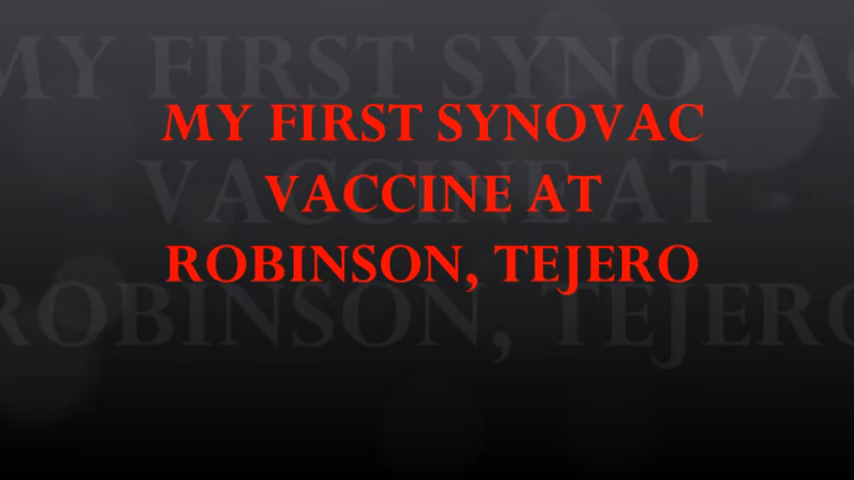 MY FIRST SYNOVAC
VACCINE AT
ROBINSON, TEJERO